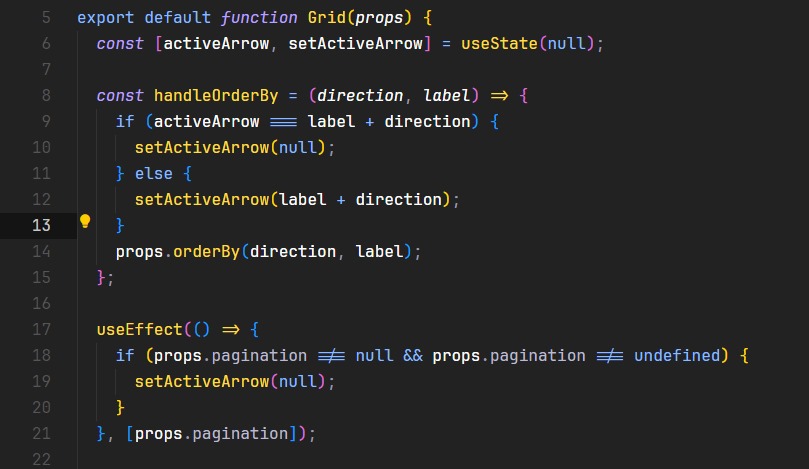 5 export default function Grid(props) {
6 const [activeArrow, setActiveArrow] = useState(null);
7
8 const handleOrderBy = (direction, label) => {
9 if (activeArrow === label + direction) {
10 setActiveArrow(null);
11 } else {
12 setActiveArrow(label + direction);
13 }
14 props.orderBy(direction, label);
15 };
16
17 useEffect(() => {
18 if (props.pagination !== null && props.pagination !== undefined) {
19 setActiveArrow(null);
20 }
21 }, [props.pagination]);
22